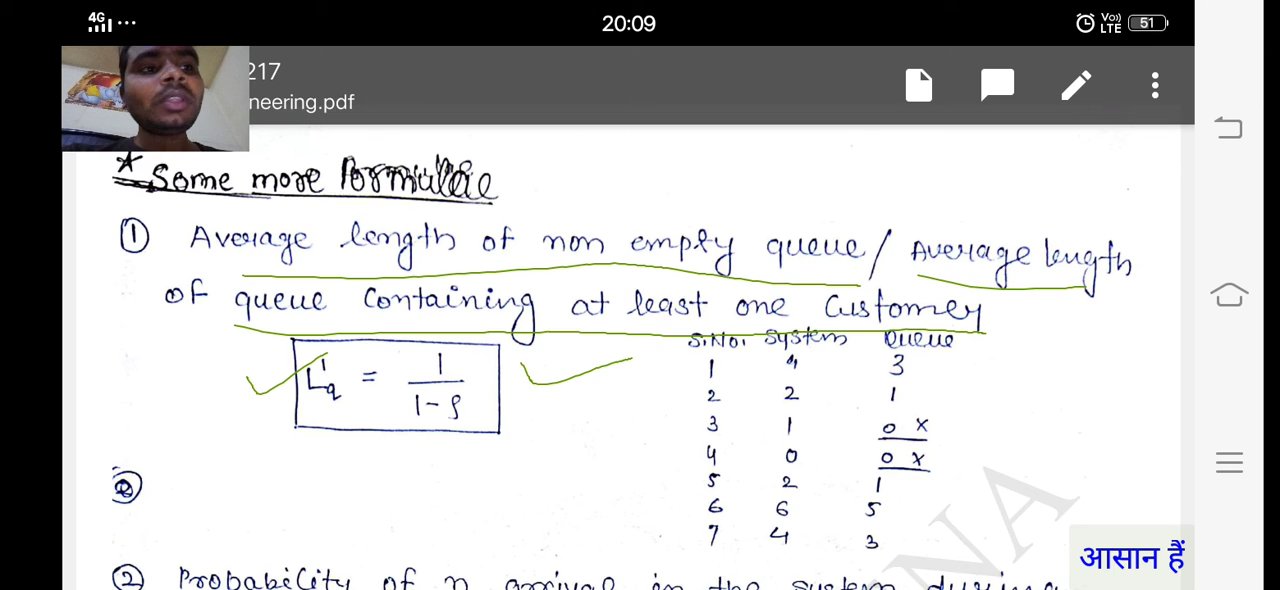 4G ... 20:09 Vo) LTE 51
217
neering.pdf
* Some more Formulae
① Average length of non empty queue / Average length
of queue containing at least one customer
S.No. System Queue
L'q = 1 / 1-ρ
1 4 3
2 2 1
3 1 0 x
4 0 0 x
5 2 1
6 6 5
7 4 3
②
② Probability of n arrival in the system during
NA
आसान हैं